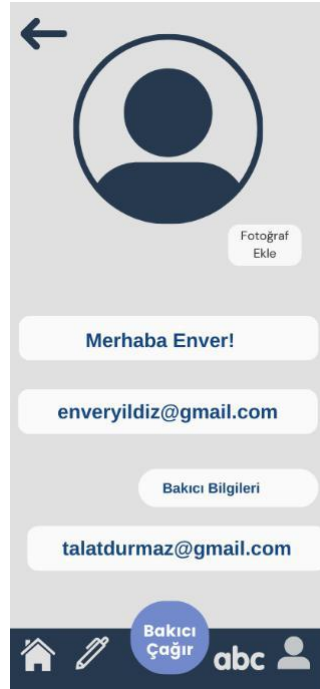 Fotoğraf
Ekle
Merhaba Enver!
enveryildiz@gmail.com
Bakıcı Bilgileri
talatdurmaz@gmail.com
Bakıcı
Çağır
abc